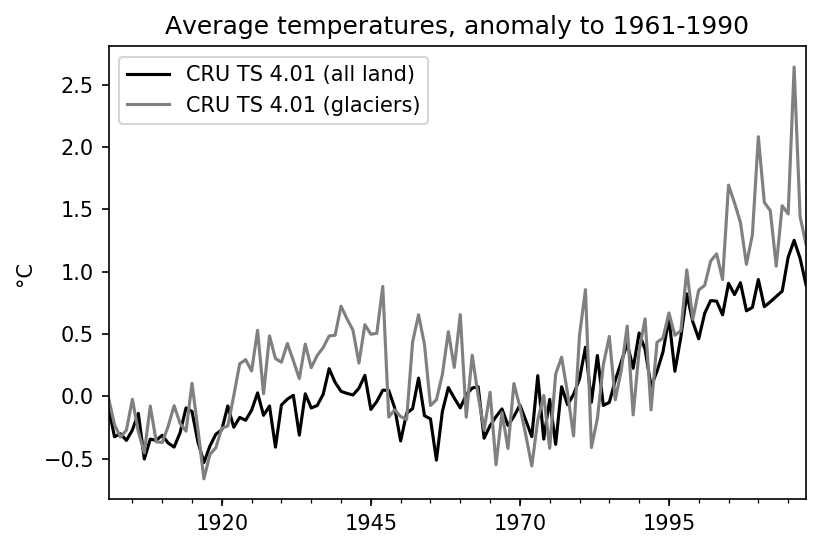 Average temperatures, anomaly to 1961-1990
CRU TS 4.01 (all land)
CRU TS 4.01 (glaciers)
°C
2.5
2.0
1.5
1.0
0.5
0.0
−0.5
1920 1945 1970 1995